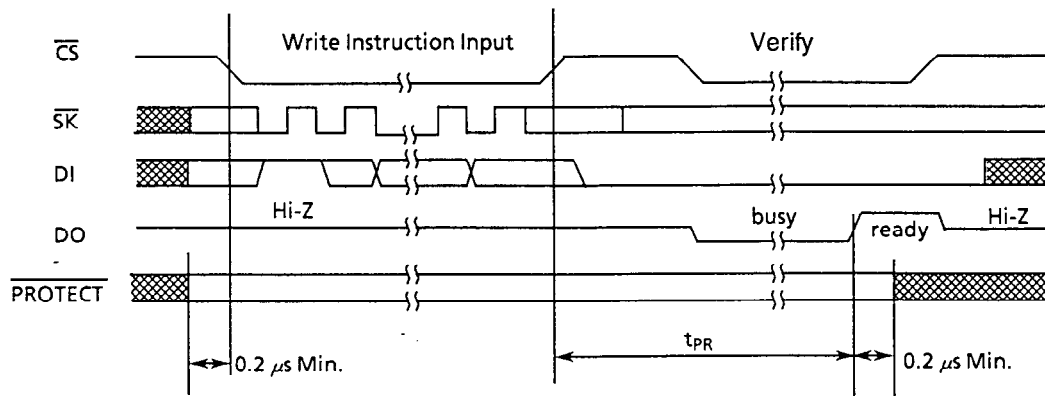 Write Instruction Input
Verify
CS
SK
DI
Hi-Z
DO
busy
ready
Hi-Z
PROTECT
tPR
0.2 μs Min.
0.2 μs Min.